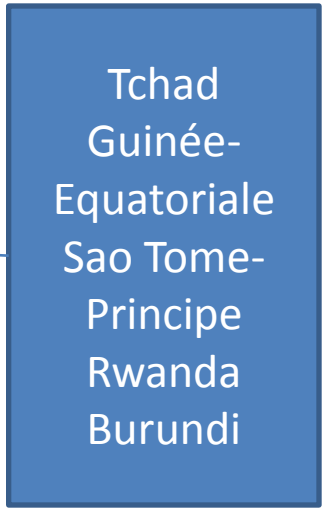 Tchad
Guinée-
Equatoriale
Sao Tome-
Principe
Rwanda
Burundi